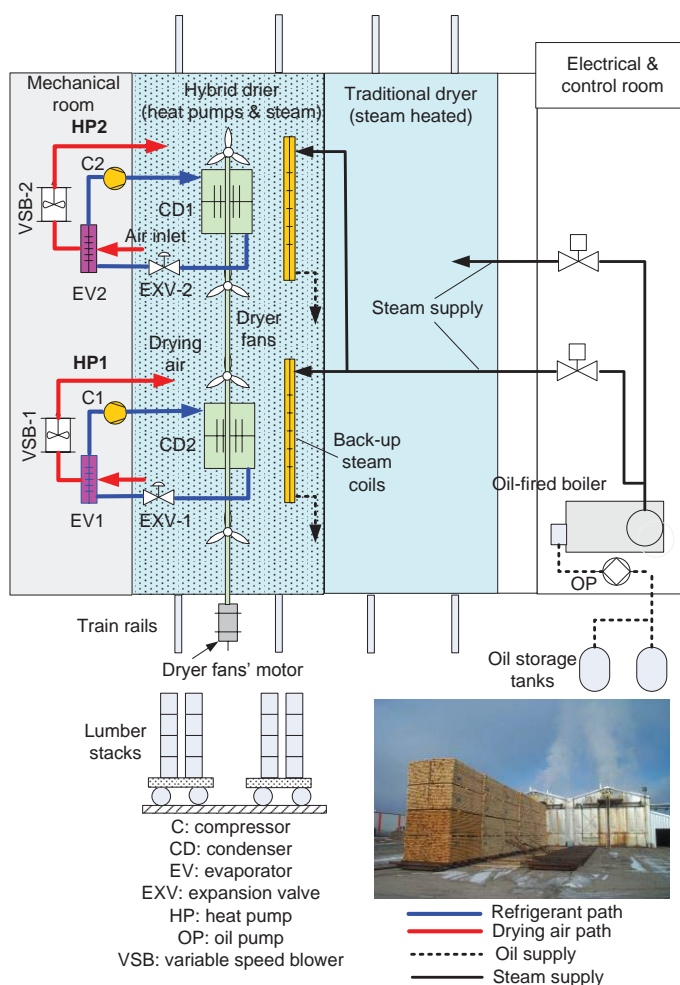 Electrical &
control room
Mechanical
room
Hybrid drier
(heat pumps & steam)
Traditional dryer
(steam heated)
HP2
C2
VSB-2
CD1
Air inlet
EV2
EXV-2
Steam supply
Dryer
fans
Drying
air
HP1
C1
VSB-1
CD2
Back-up
steam
coils
EV1
EXV-1
Oil-fired boiler
OP
Train rails
Dryer fans' motor
Oil storage
tanks
Lumber
stacks
C: compressor
CD: condenser
EV: evaporator
EXV: expansion valve
HP: heat pump
OP: oil pump
VSB: variable speed blower
Refrigerant path
Drying air path
Oil supply
Steam supply